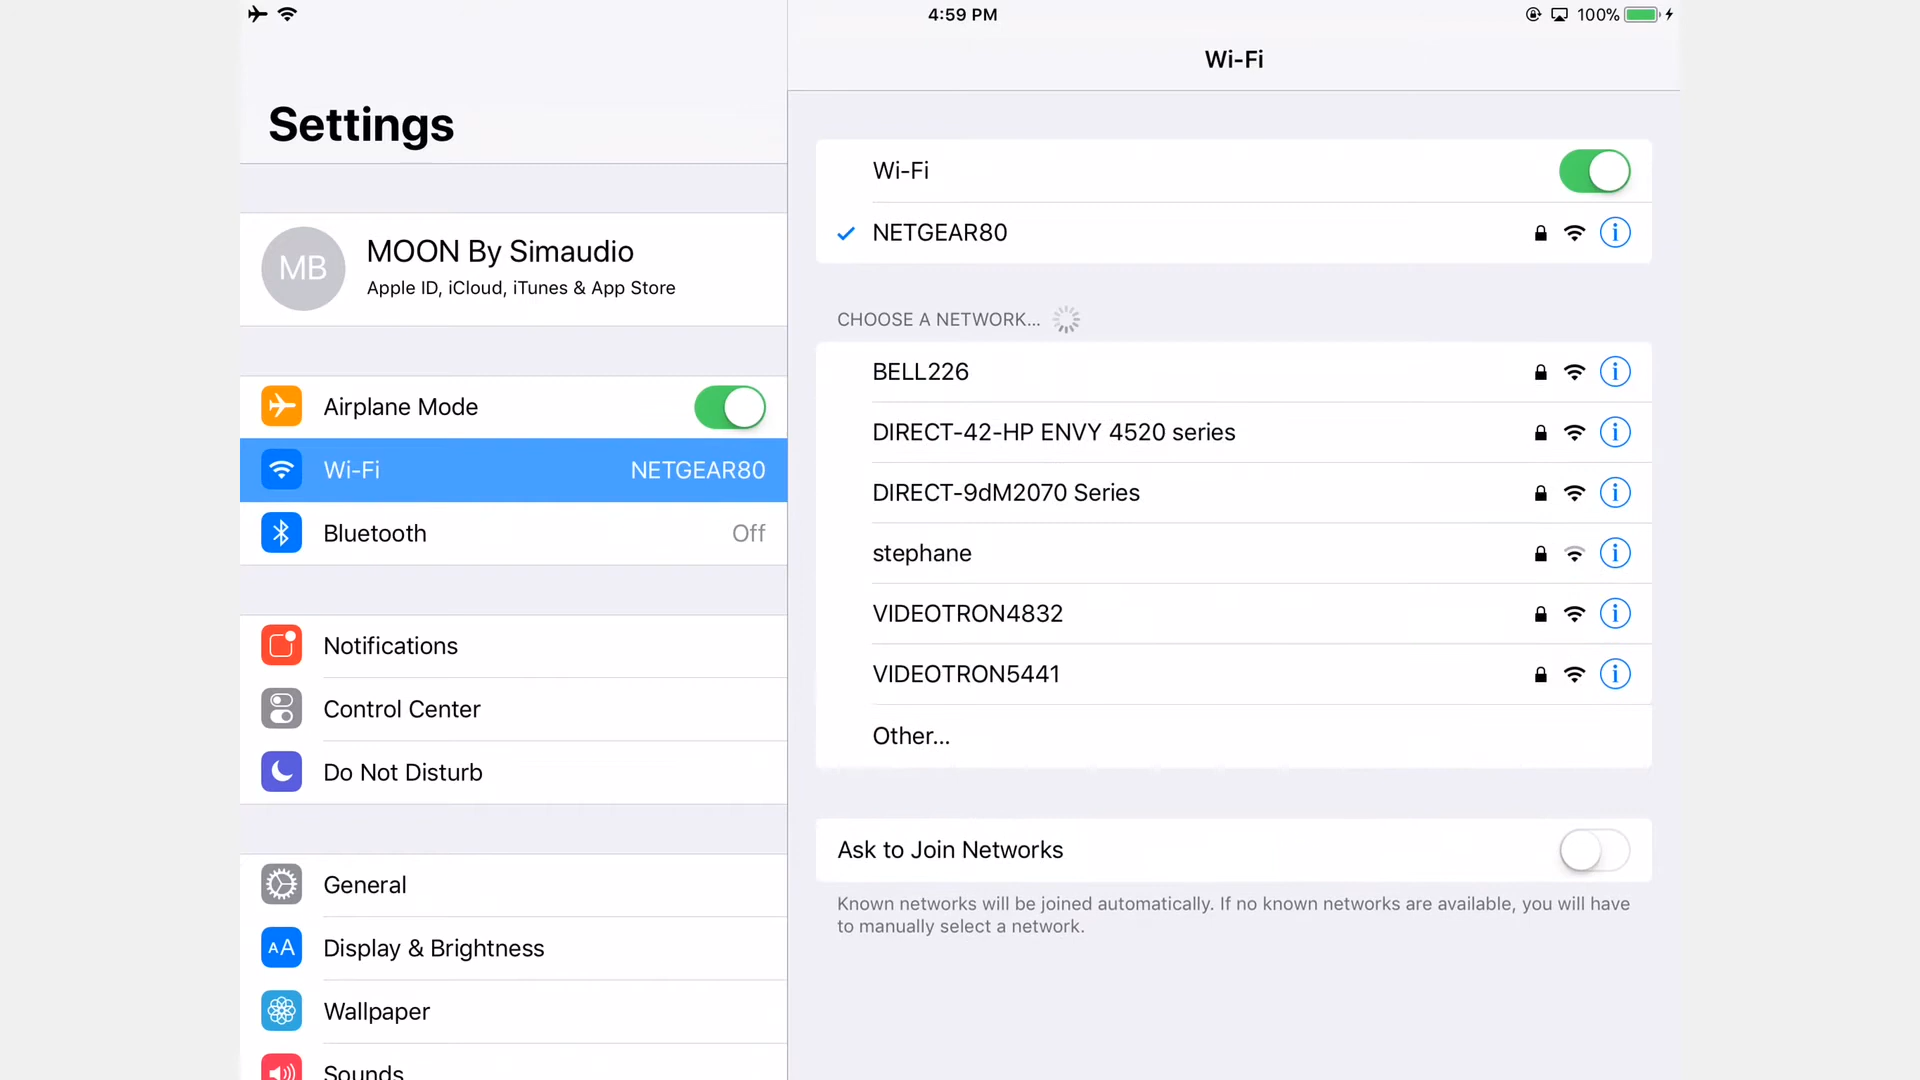 4:59 PM
100%
Settings
Wi-Fi
MB
MOON By Simaudio
Apple ID, iCloud, iTunes & App Store
Airplane Mode
Wi-Fi NETGEAR80
Bluetooth Off
Notifications
Control Center
Do Not Disturb
General
AA Display & Brightness
Wallpaper
Sounds
Wi-Fi
NETGEAR80
CHOOSE A NETWORK...
BELL226
DIRECT-42-HP ENVY 4520 series
DIRECT-9dM2070 Series
stephane
VIDEOTRON4832
VIDEOTRON5441
Other...
Ask to Join Networks
Known networks will be joined automatically. If no known networks are available, you will have
to manually select a network.